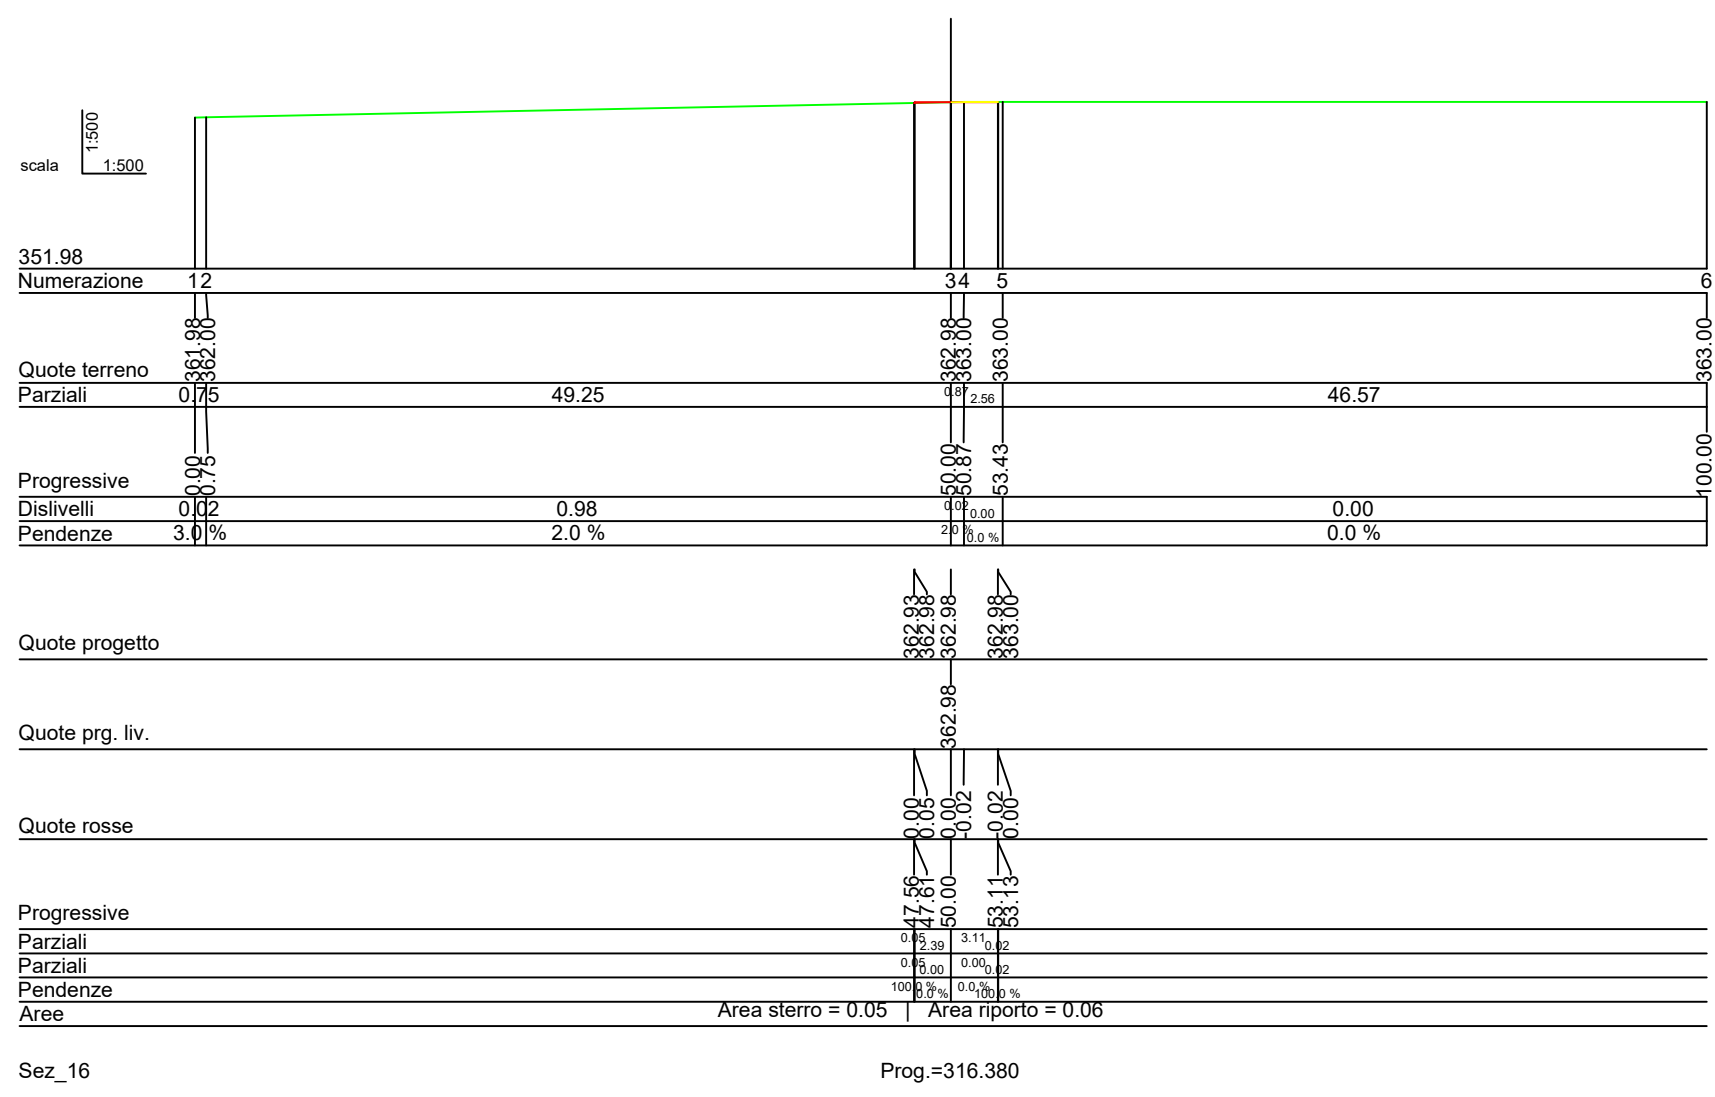 1:500
scala 1:500
351.98
Numerazione 1 2 3 4 5 6
Quote terreno 361.98 362.00 362.98 363.00 363.00 363.00
Parziali 0.75 49.25 0.87 2.56 46.57
Progressive 0.00 0.75 50.00 50.87 53.43 100.00
Dislivelli 0.02 0.98 0.02 0.00 0.00
Pendenze 3.0 % 2.0 % 2.0 % 0.0 % 0.0 %
Quote progetto 362.93 362.98 362.98 362.98 363.00
Quote prg. liv. 362.98
Quote rosse 0.00 0.05 0.00 -0.02 -0.02 0.00
Progressive 47.56 47.61 50.00 53.11 53.13
Parziali 0.05 2.39 3.11 0.02
Parziali 0.05 0.00 0.00 0.02
Pendenze 100.0 % 0.0 % 0.0 % 100.0 %
Aree Area sterro = 0.05 | Area riporto = 0.06
Sez_16 Prog.=316.380